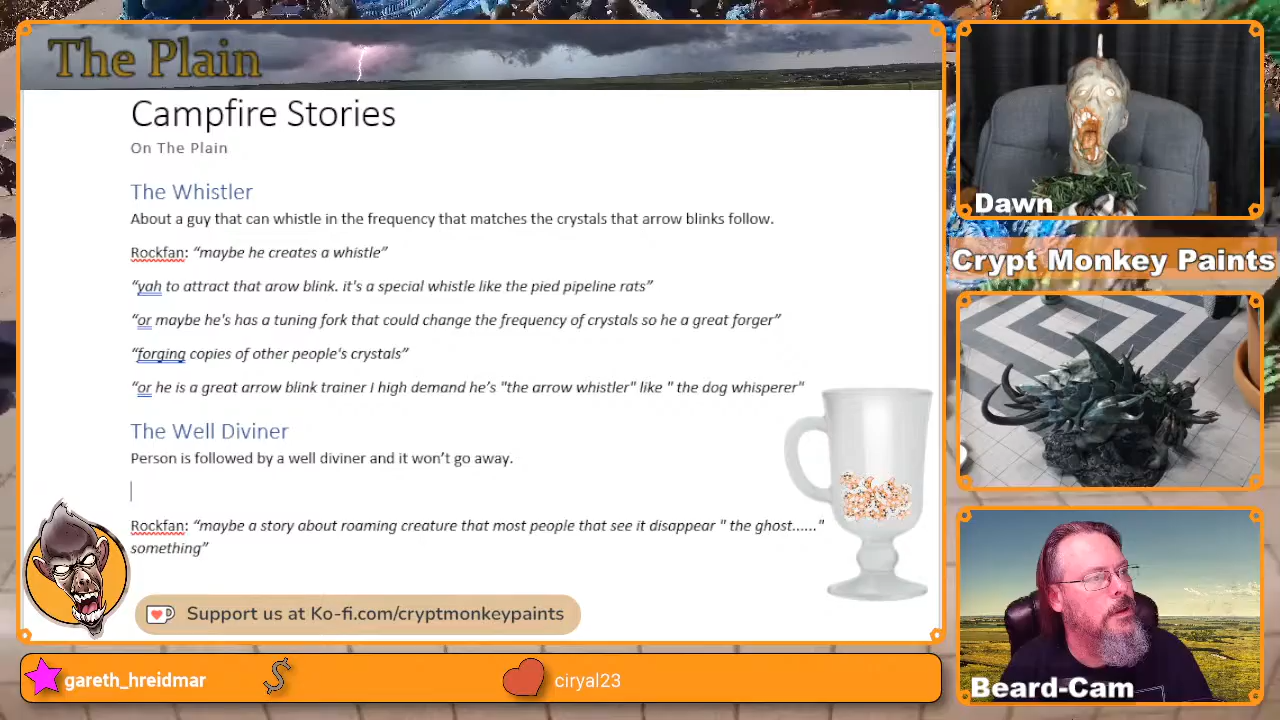 The Plain
Campfire Stories
On The Plain
The Whistler
About a guy that can whistle in the frequency that matches the crystals that arrow blinks follow.
Rockfan: “maybe he creates a whistle”
“yah to attract that arow blink. it's a special whistle like the pied pipeline rats”
“or maybe he's has a tuning fork that could change the frequency of crystals so he a great forger”
“forging copies of other people's crystals”
“or he is a great arrow blink trainer I high demand he’s "the arrow whistler" like " the dog whisperer"
The Well Diviner
Person is followed by a well diviner and it won’t go away.
Rockfan: “maybe a story about roaming creature that most people that see it disappear " the ghost......"
something”
Support us at Ko-fi.com/cryptmonkeypaints
gareth_hreidmar
$
ciryal23
Dawn
Crypt Monkey Paints
Beard-Cam